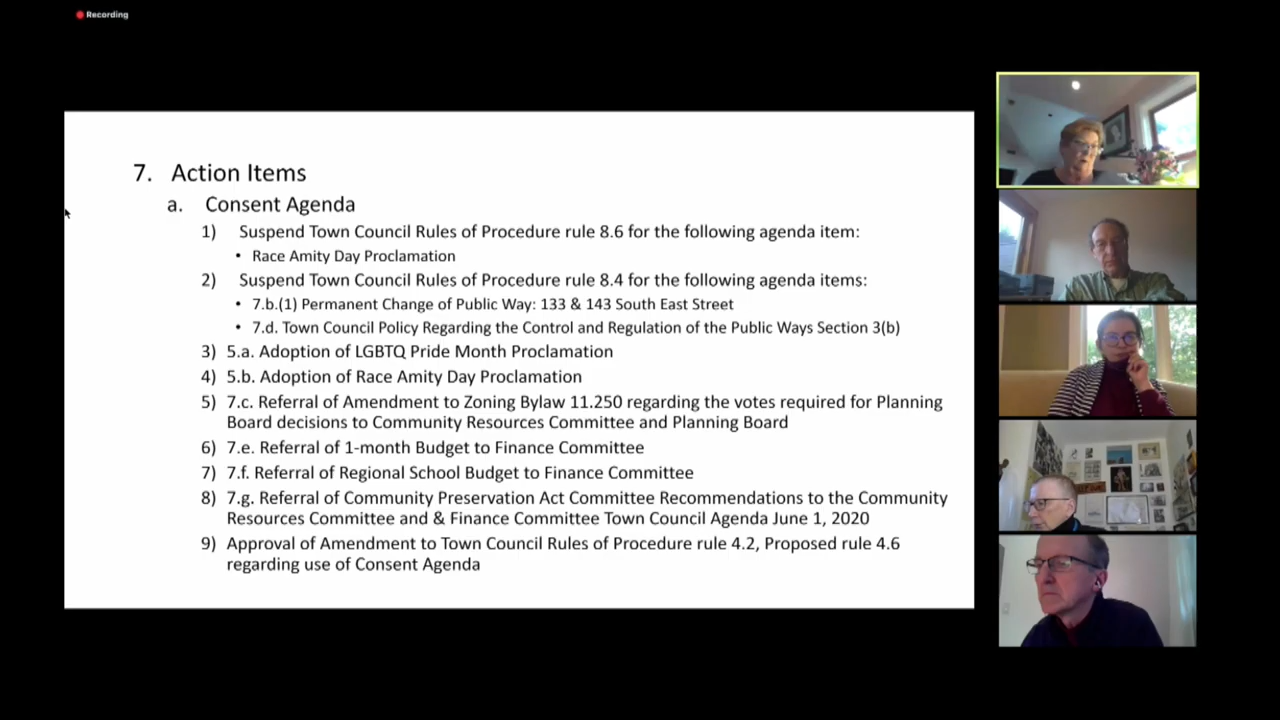 Recording
7. Action Items
a. Consent Agenda
1) Suspend Town Council Rules of Procedure rule 8.6 for the following agenda item:
• Race Amity Day Proclamation
2) Suspend Town Council Rules of Procedure rule 8.4 for the following agenda items:
• 7.b.(1) Permanent Change of Public Way: 133 & 143 South East Street
• 7.d. Town Council Policy Regarding the Control and Regulation of the Public Ways Section 3(b)
3) 5.a. Adoption of LGBTQ Pride Month Proclamation
4) 5.b. Adoption of Race Amity Day Proclamation
5) 7.c. Referral of Amendment to Zoning Bylaw 11.250 regarding the votes required for Planning
Board decisions to Community Resources Committee and Planning Board
6) 7.e. Referral of 1-month Budget to Finance Committee
7) 7.f. Referral of Regional School Budget to Finance Committee
8) 7.g. Referral of Community Preservation Act Committee Recommendations to the Community
Resources Committee and & Finance Committee Town Council Agenda June 1, 2020
9) Approval of Amendment to Town Council Rules of Procedure rule 4.2, Proposed rule 4.6
regarding use of Consent Agenda